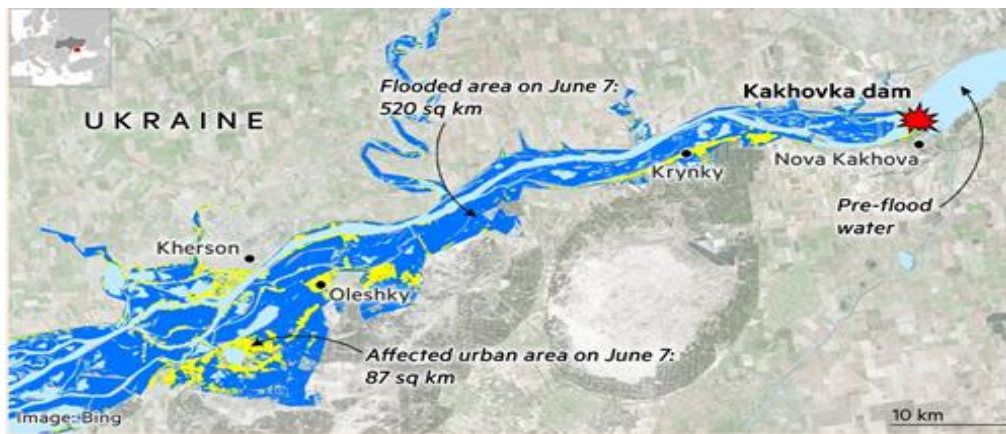 Flooded area on June 7:
520 sq km
Kakhovka dam
UKRAINE
Krynky
Nova Kakhova
Pre-flood
water
Kherson
Oleshky
Affected urban area on June 7:
87 sq km
Image: Bing
10 km